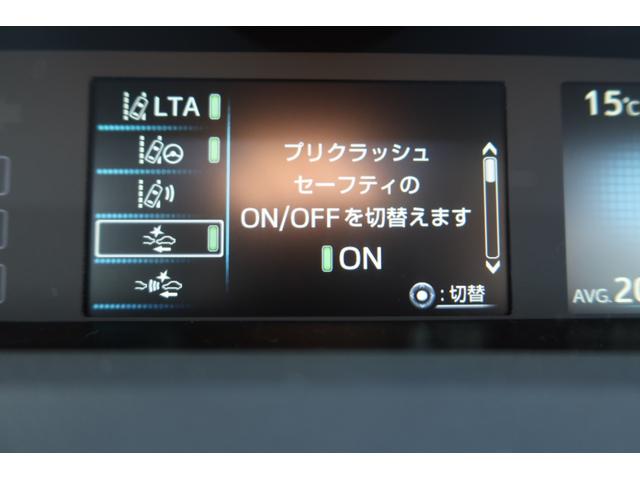 LTA
プリクラッシュ
セーフティの
ON/OFFを切替えます
ON
:切替
15℃
AVG.20